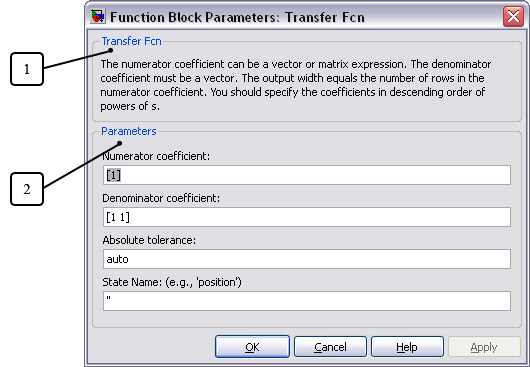 Function Block Parameters: Transfer Fcn
Transfer Fcn
1
The numerator coefficient can be a vector or matrix expression. The denominator
coefficient must be a vector. The output width equals the number of rows in the
numerator coefficient. You should specify the coefficients in descending order of
powers of s.
Parameters
2
Numerator coefficient:
[1]
Denominator coefficient:
[1 1]
Absolute tolerance:
auto
State Name: (e.g., 'position')
''
OK Cancel Help Apply